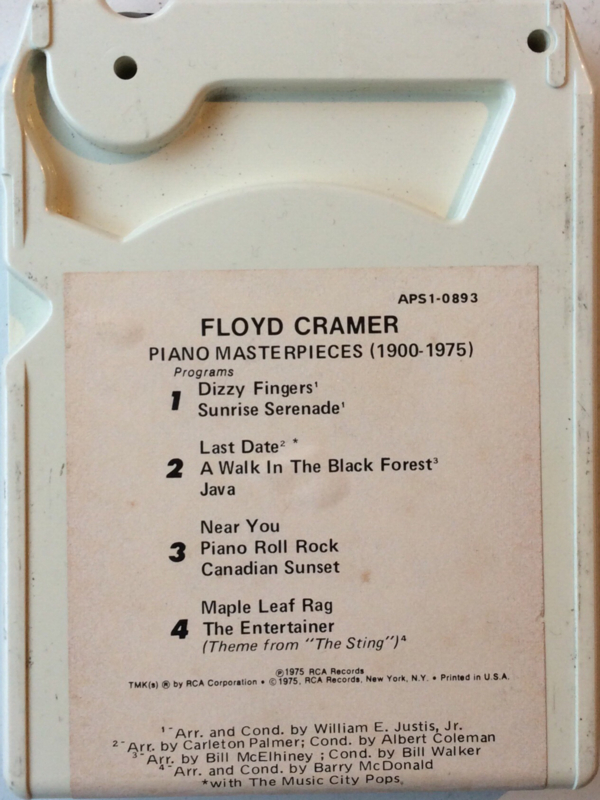 APS1-0893
FLOYD CRAMER
PIANO MASTERPIECES (1900-1975)
Programs
1 Dizzy Fingers¹
Sunrise Serenade¹
Last Date² *
2 A Walk In The Black Forest³
Java
Near You
3 Piano Roll Rock
Canadian Sunset
Maple Leaf Rag
4 The Entertainer
(Theme from "The Sting")⁴
℗1975 RCA Records
TMK(s) ® by RCA Corporation • ©1975, RCA Records, New York, N.Y. • Printed in U.S.A.
¹-Arr. and Cond. by William E. Justis, Jr.
²-Arr. by Carleton Palmer; Cond. by Albert Coleman
³-Arr. by Bill McElhiney ; Cond. by Bill Walker
⁴-Arr. and Cond. by Barry McDonald
*with The Music City Pops.